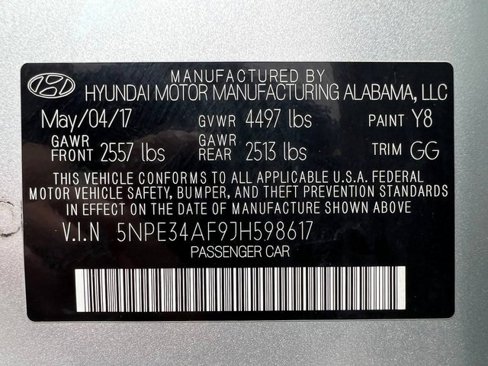 MANUFACTURED BY
HYUNDAI MOTOR MANUFACTURING ALABAMA, LLC
May/04/17 GVWR 4497 lbs PAINT Y8
GAWR FRONT 2557 lbs GAWR REAR 2513 lbs TRIM GG
THIS VEHICLE CONFORMS TO ALL APPLICABLE U.S.A. FEDERAL
MOTOR VEHICLE SAFETY, BUMPER, AND THEFT PREVENTION STANDARDS
IN EFFECT ON THE DATE OF MANUFACTURE SHOWN ABOVE.
V.I.N 5NPE34AF9JH598617
PASSENGER CAR